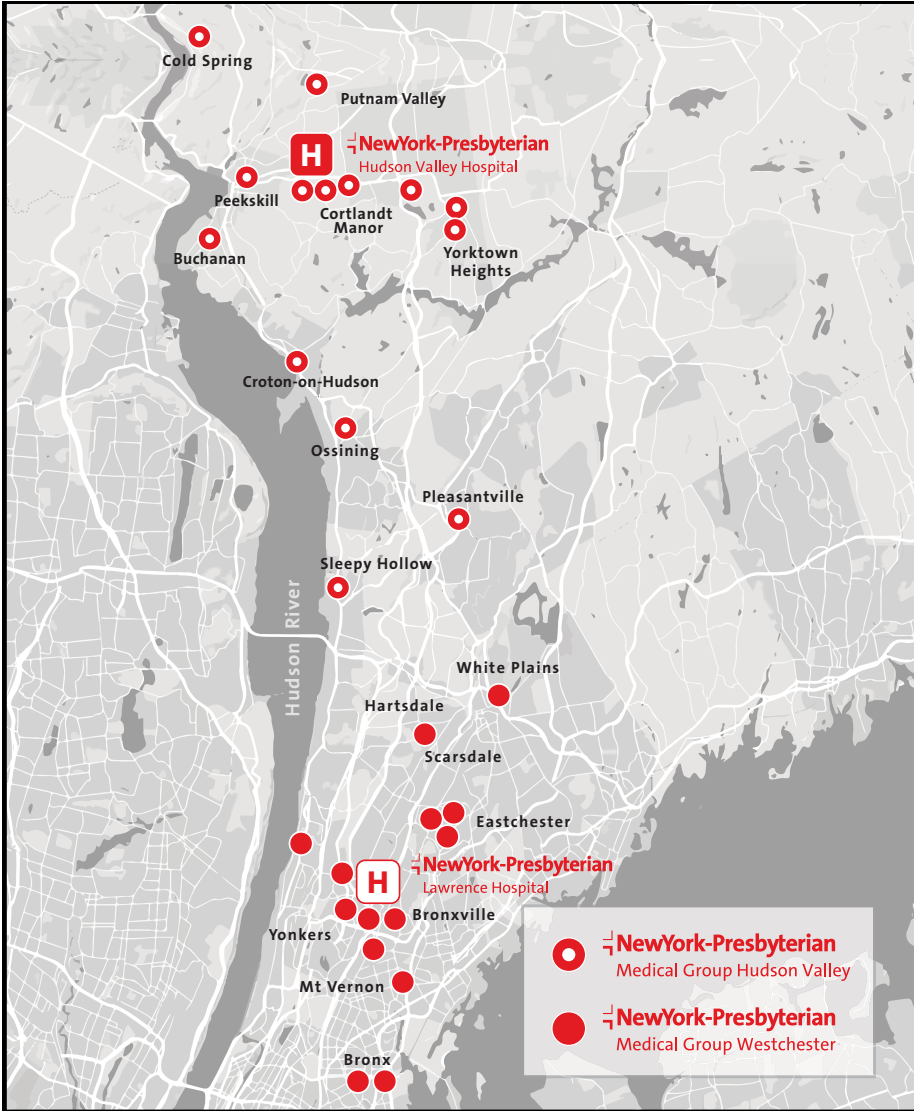 Cold Spring
Putnam Valley
H
NewYork-Presbyterian
Hudson Valley Hospital
Peekskill
Cortlandt
Manor
Buchanan
Yorktown
Heights
Croton-on-Hudson
Ossining
Pleasantville
Sleepy Hollow
Hudson River
White Plains
Hartsdale
Scarsdale
Eastchester
H
NewYork-Presbyterian
Lawrence Hospital
Bronxville
Yonkers
Mt Vernon
Bronx
NewYork-Presbyterian
Medical Group Hudson Valley
NewYork-Presbyterian
Medical Group Westchester